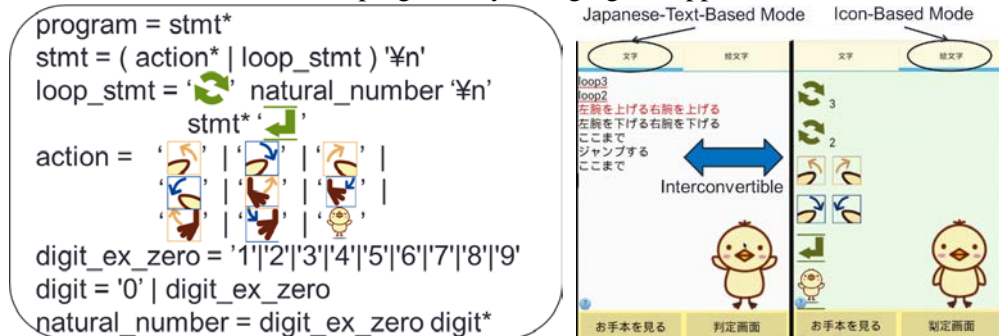 program = stmt*
stmt = ( action* | loop_stmt ) '¥n'
loop_stmt = ‘ ’ natural_number ‘¥n’
stmt* ‘ ’
action = ‘ ’ | ‘ ’ | ‘ ’ |
‘ ’ | ‘ ’ | ‘ ’ |
‘ ’ | ‘ ’ | ‘ ’
digit_ex_zero = '1'|'2'|'3'|'4'|'5'|'6'|'7'|'8'|'9'
digit = '0' | digit_ex_zero
natural_number = digit_ex_zero digit*
Japanese-Text-Based Mode
Icon-Based Mode
文字
絵文字
loop3
loop2
左腕を上げる右腕を上げる
左腕を下げる右腕を下げる
ここまで
ジャンプする
ここまで
Interconvertible
お手本を見る
判定画面
文字
絵文字
3
2
お手本を見る
判定画面